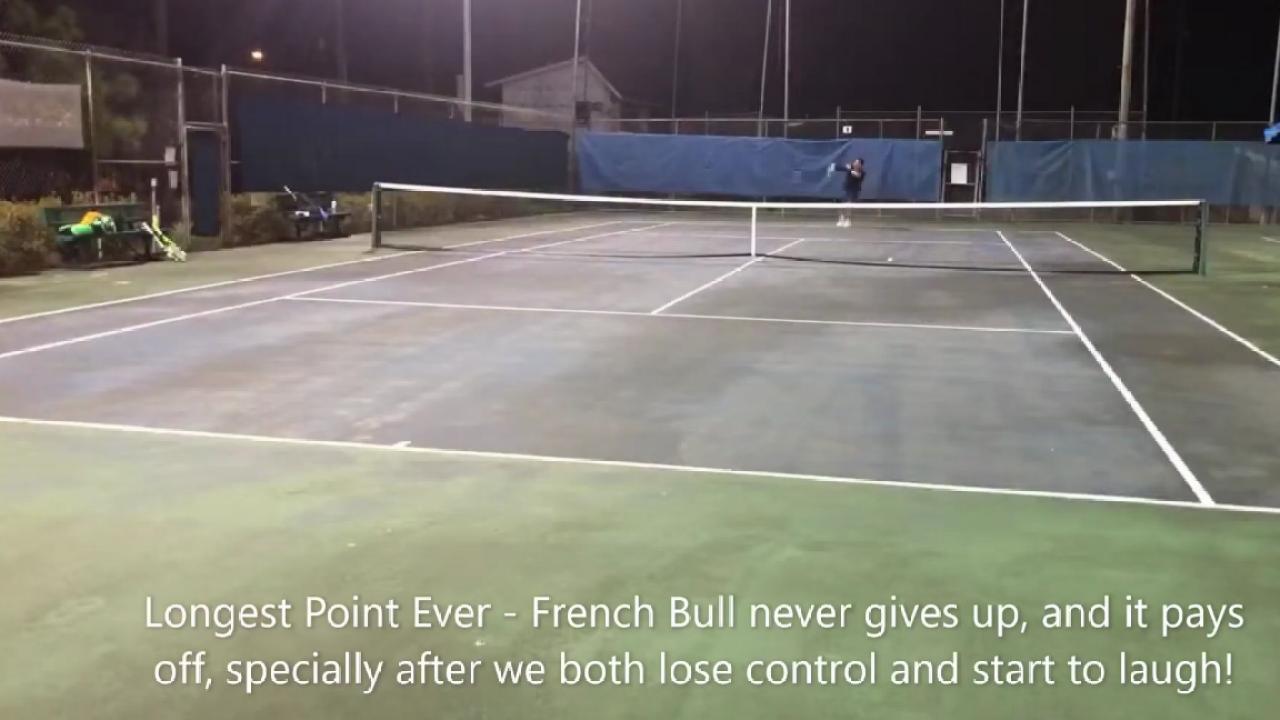 Longest Point Ever - French Bull never gives up, and it pays
off, specially after we both lose control and start to laugh!